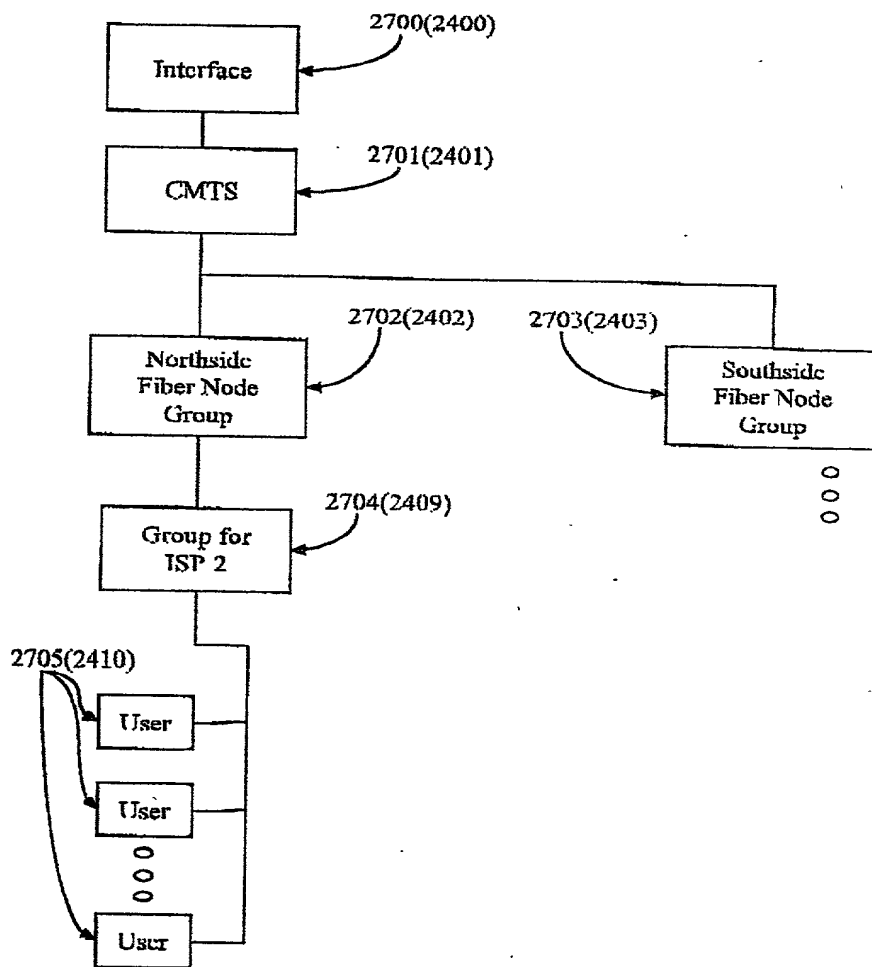 2700(2400)
Interface
2701(2401)
CMTS
2702(2402)
2703(2403)
Northside
Fiber Node
Group
Southside
Fiber Node
Group
2704(2409)
Group for
ISP 2
2705(2410)
User
User
User